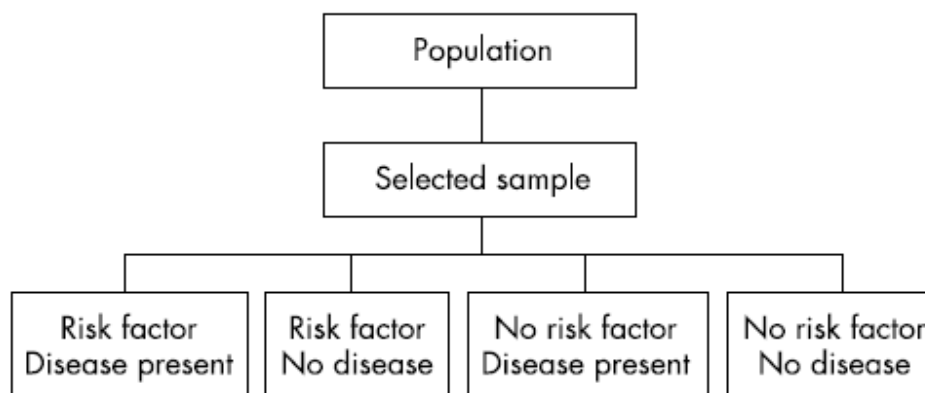 Population
Selected sample
Risk factor
Disease present
Risk factor
No disease
No risk factor
Disease present
No risk factor
No disease